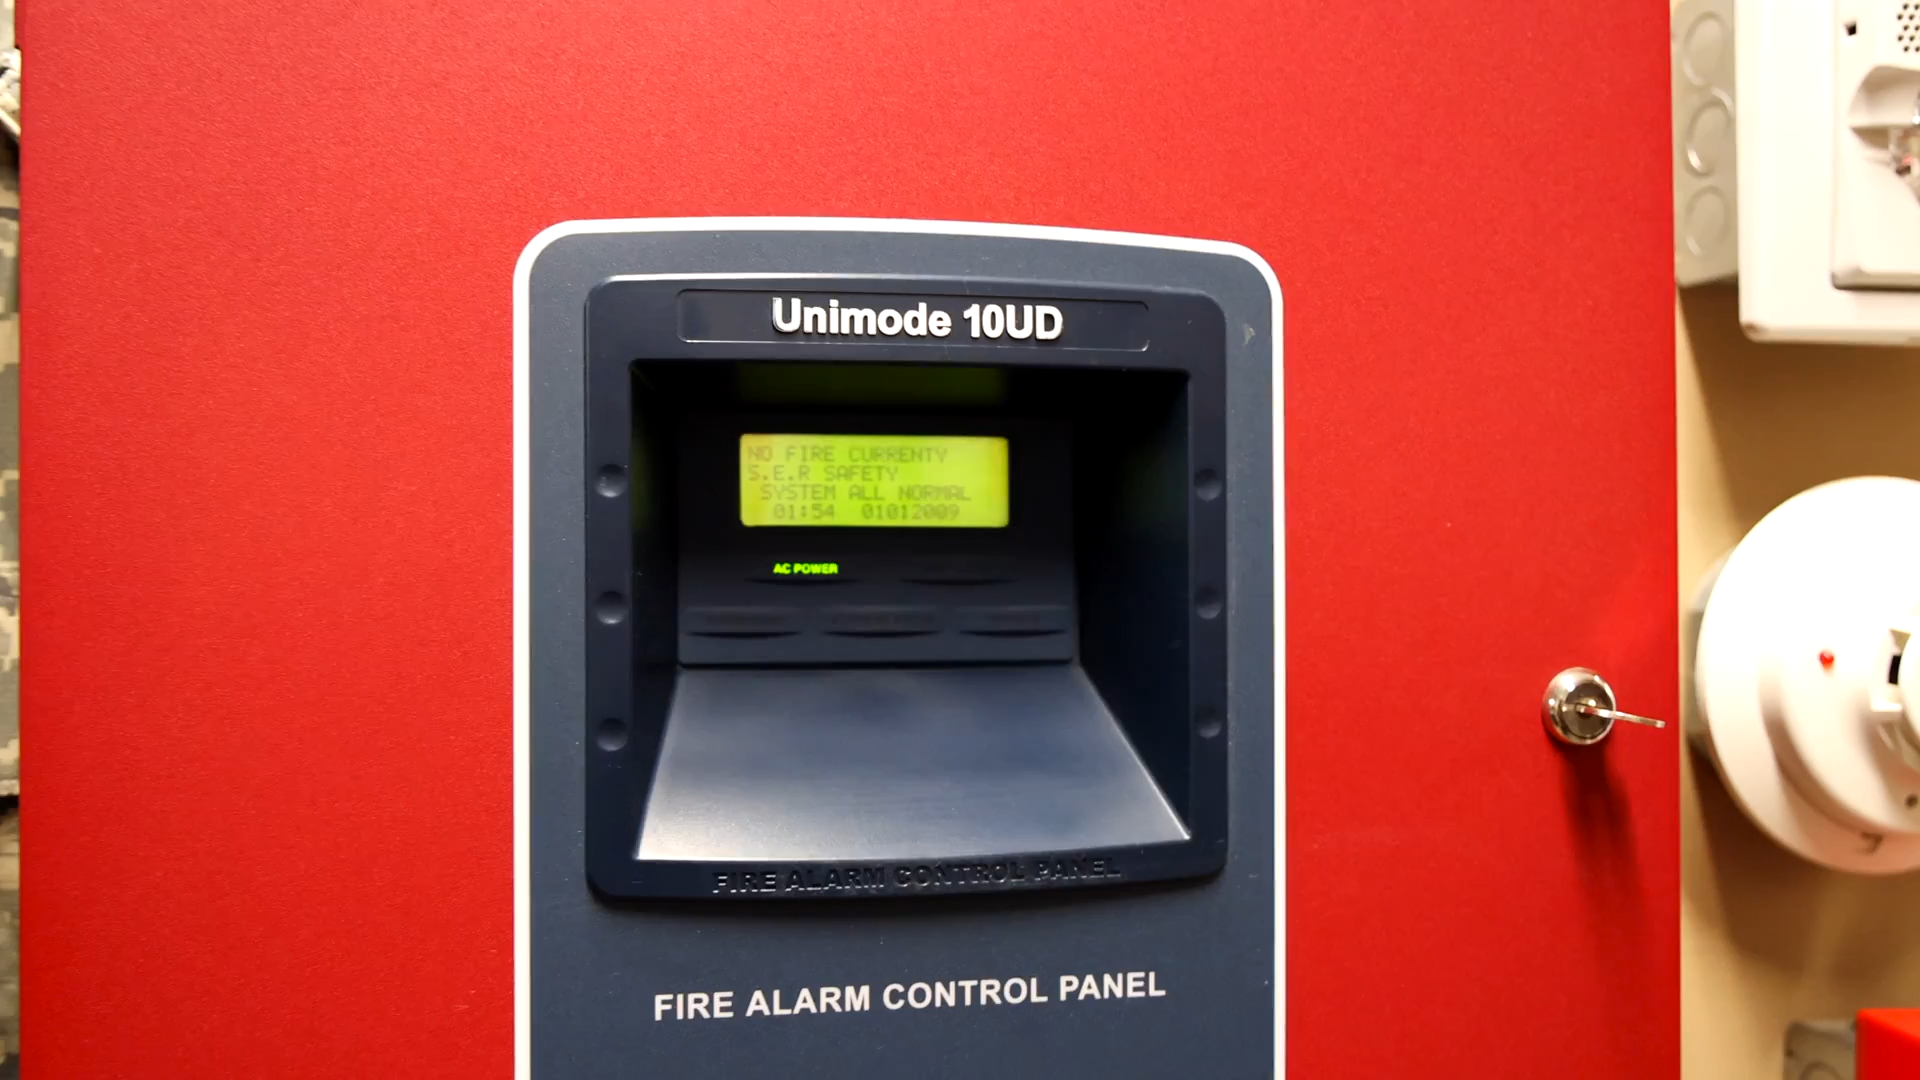 Unimode 10UD
NO FIRE CURRENTY
S.E.R SAFETY
SYSTEM ALL NORMAL
01:54 01012009
AC POWER
FIRE ALARM CONTROL PANEL
FIRE ALARM CONTROL PANEL